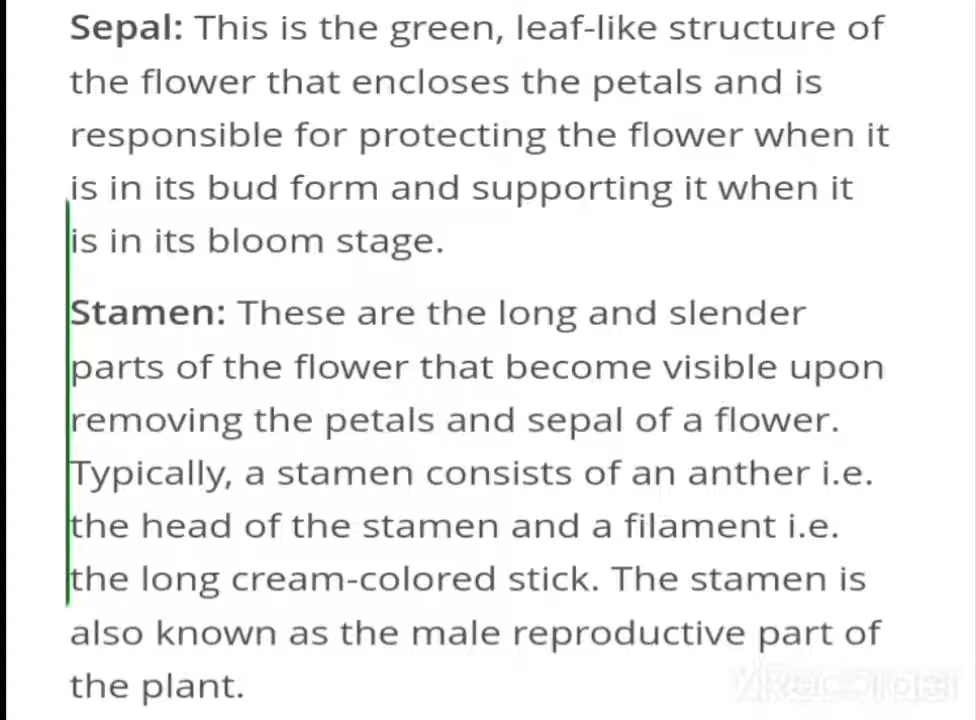 Sepal: This is the green, leaf-like structure of
the flower that encloses the petals and is
responsible for protecting the flower when it
is in its bud form and supporting it when it
is in its bloom stage.
Stamen: These are the long and slender
parts of the flower that become visible upon
removing the petals and sepal of a flower.
Typically, a stamen consists of an anther i.e.
the head of the stamen and a filament i.e.
the long cream-colored stick. The stamen is
also known as the male reproductive part of
the plant.
XRecorder